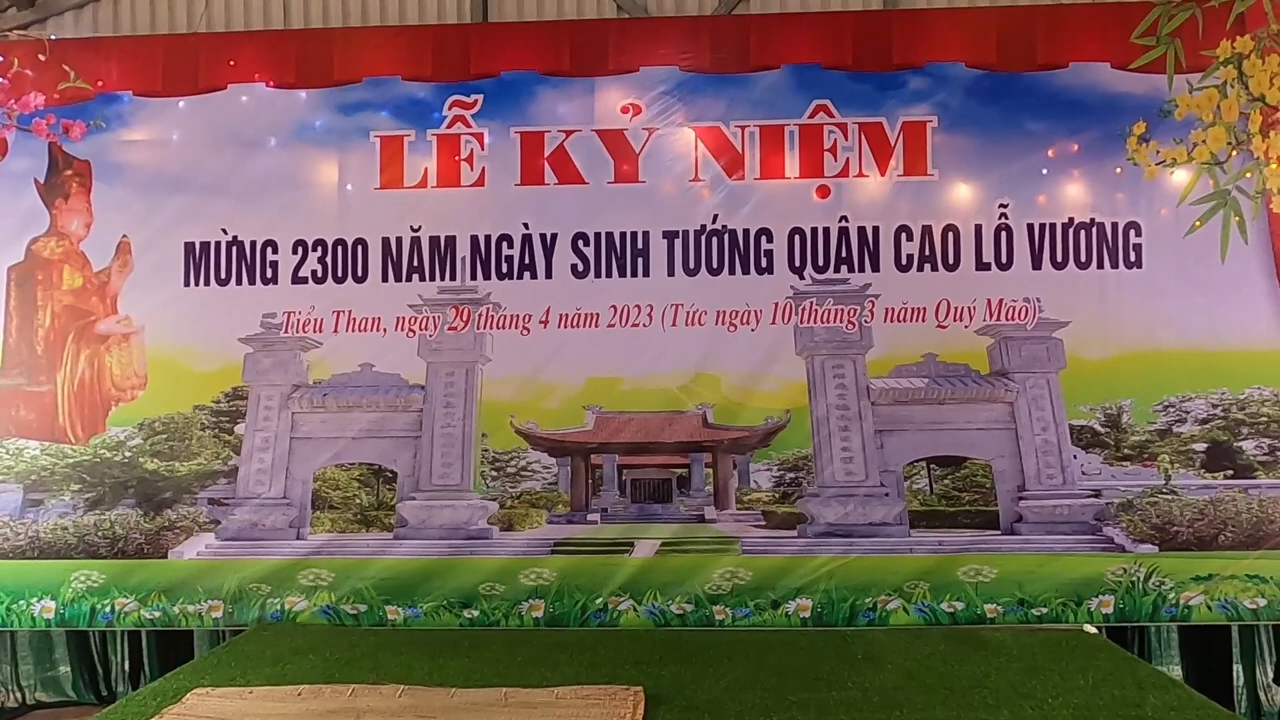 LỄ KỶ NIỆM
MỪNG 2300 NĂM NGÀY SINH TƯỚNG QUÂN CAO LỖ VƯƠNG
Tiểu Than, ngày 29 tháng 4 năm 2023 (Tức ngày 10 tháng 3 năm Quý Mão)